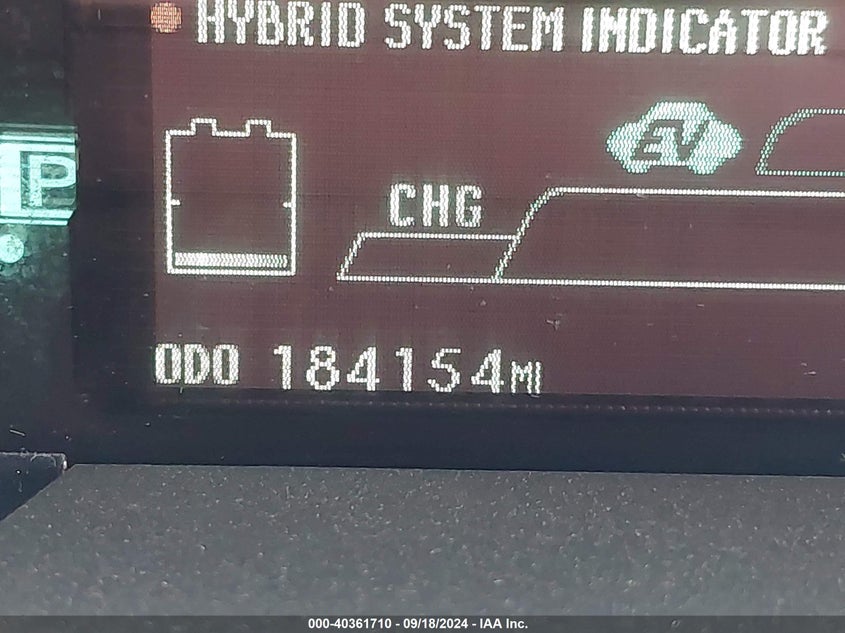 HYBRID SYSTEM INDICATOR
EV
P
CHG
ODO 184154MI
000-40361710 - 09/18/2024 - IAA Inc.